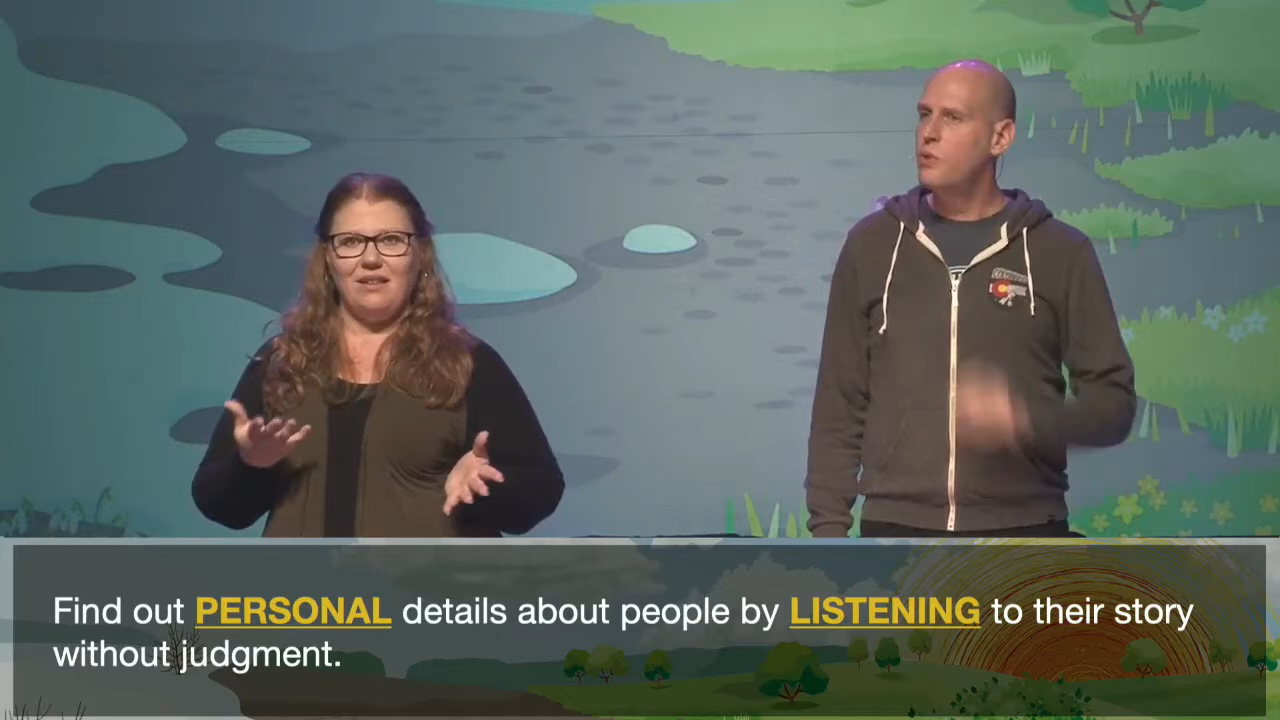 Find out PERSONAL details about people by LISTENING to their story
without judgment.